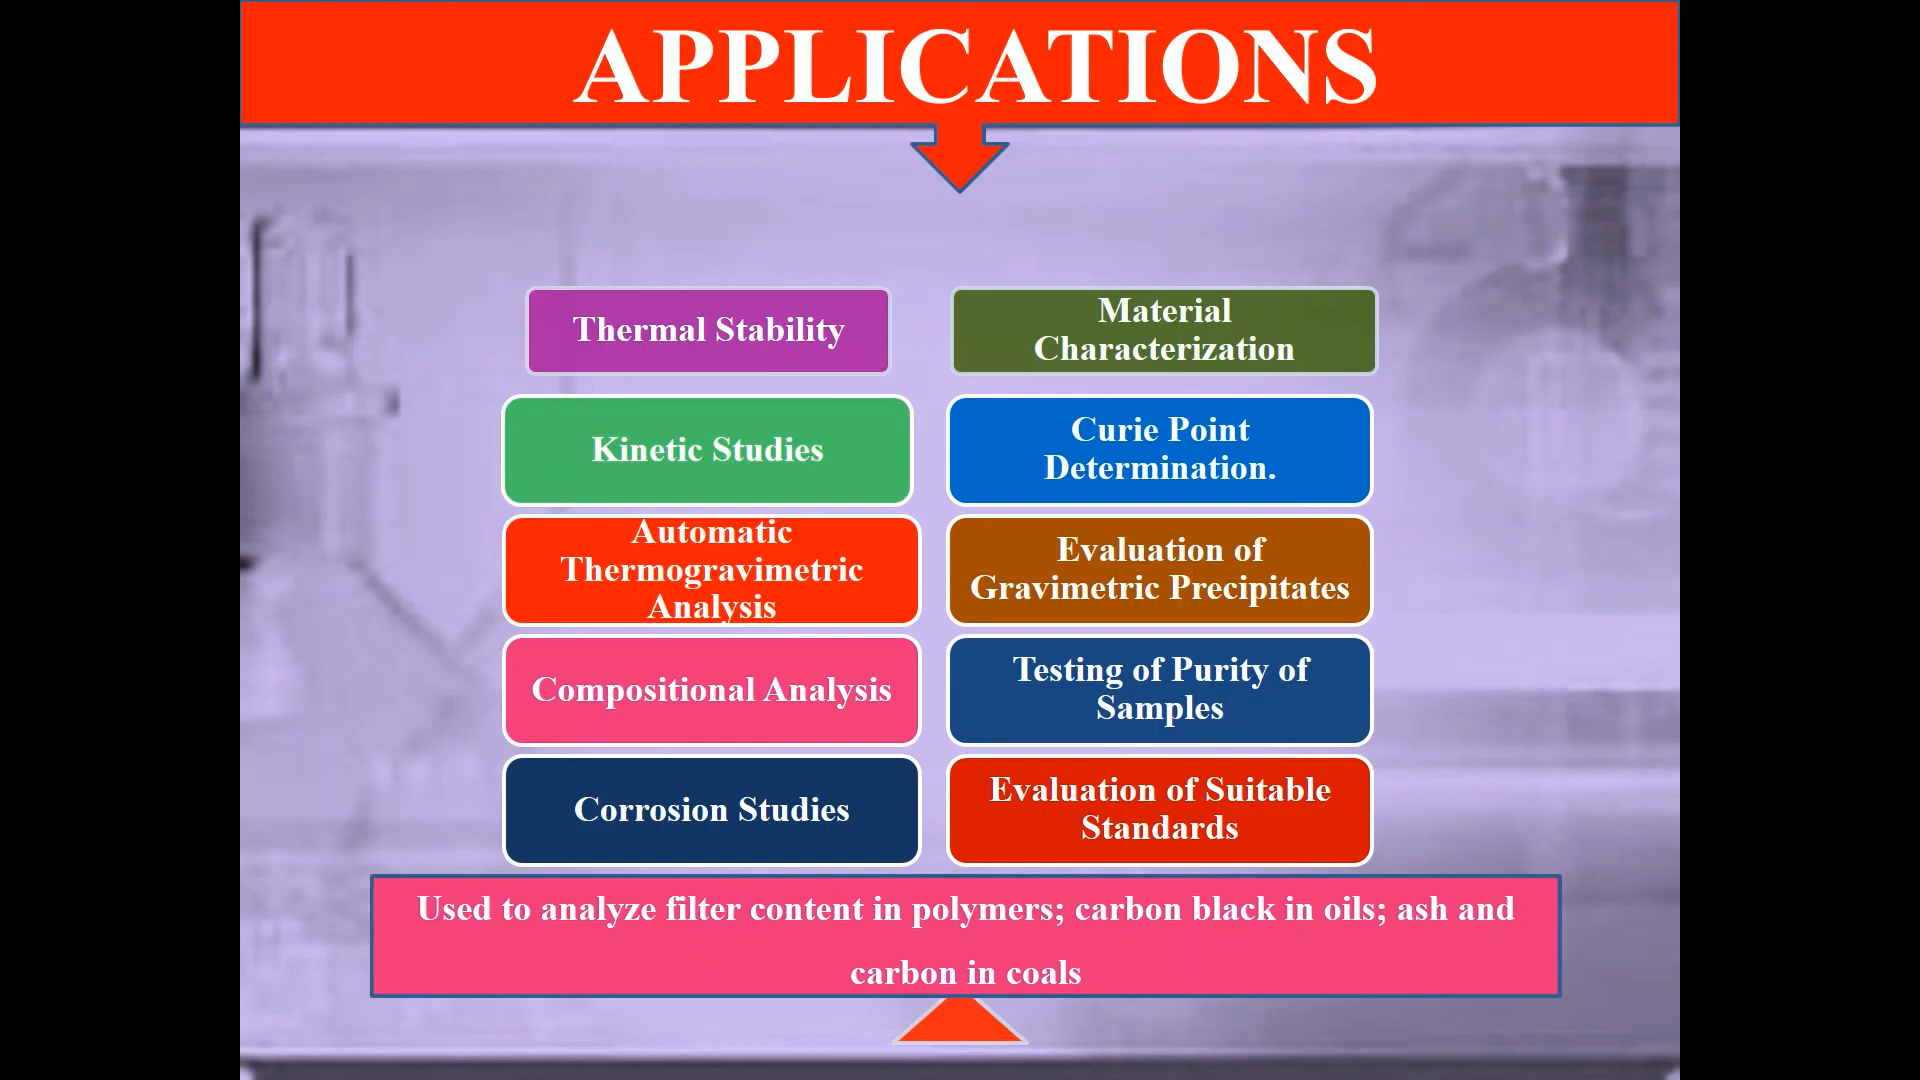 APPLICATIONS
Thermal Stability
Material
Characterization
Kinetic Studies
Curie Point
Determination.
Automatic
Thermogravimetric
Analysis
Evaluation of
Gravimetric Precipitates
Compositional Analysis
Testing of Purity of
Samples
Corrosion Studies
Evaluation of Suitable
Standards
Used to analyze filter content in polymers; carbon black in oils; ash and
carbon in coals